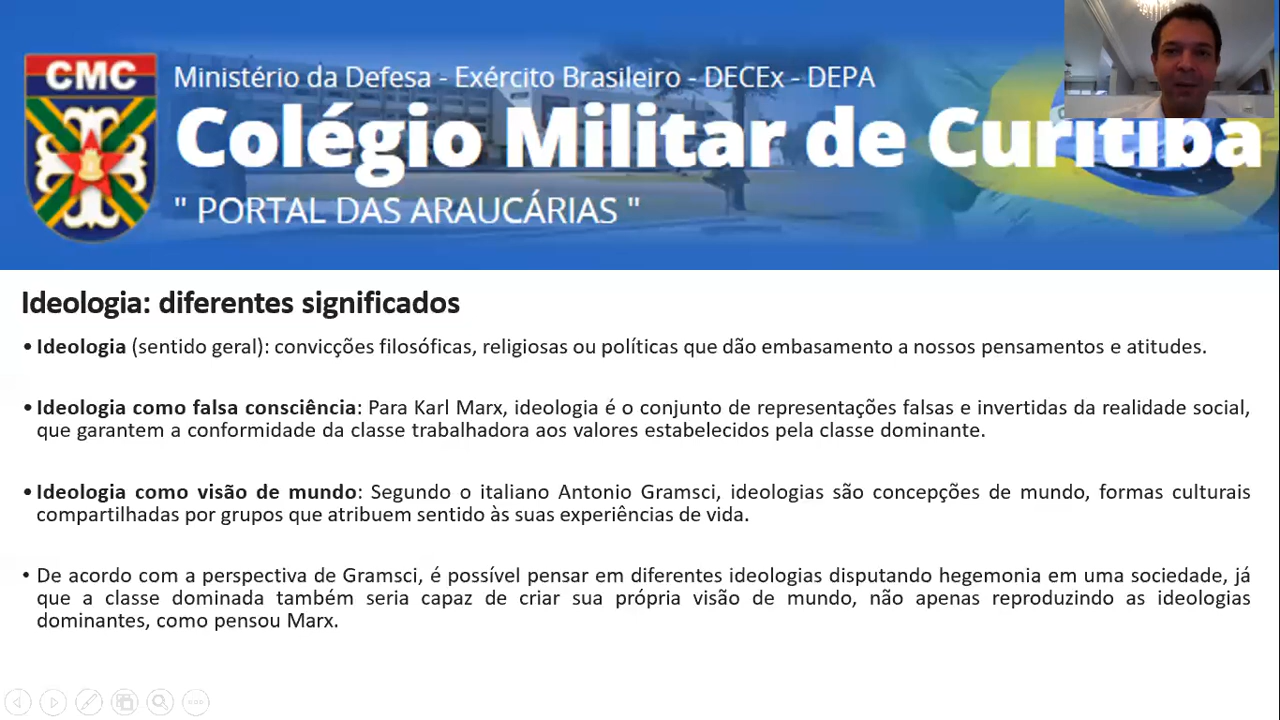 CMC
Ministério da Defesa - Exército Brasileiro - DECEx - DEPA
Colégio Militar de Curitiba
" PORTAL DAS ARAUCÁRIAS "
Ideologia: diferentes significados
• Ideologia (sentido geral): convicções filosóficas, religiosas ou políticas que dão embasamento a nossos pensamentos e atitudes.
• Ideologia como falsa consciência: Para Karl Marx, ideologia é o conjunto de representações falsas e invertidas da realidade social,
que garantem a conformidade da classe trabalhadora aos valores estabelecidos pela classe dominante.
• Ideologia como visão de mundo: Segundo o italiano Antonio Gramsci, ideologias são concepções de mundo, formas culturais
compartilhadas por grupos que atribuem sentido às suas experiências de vida.
• De acordo com a perspectiva de Gramsci, é possível pensar em diferentes ideologias disputando hegemonia em uma sociedade, já
que a classe dominada também seria capaz de criar sua própria visão de mundo, não apenas reproduzindo as ideologias
dominantes, como pensou Marx.